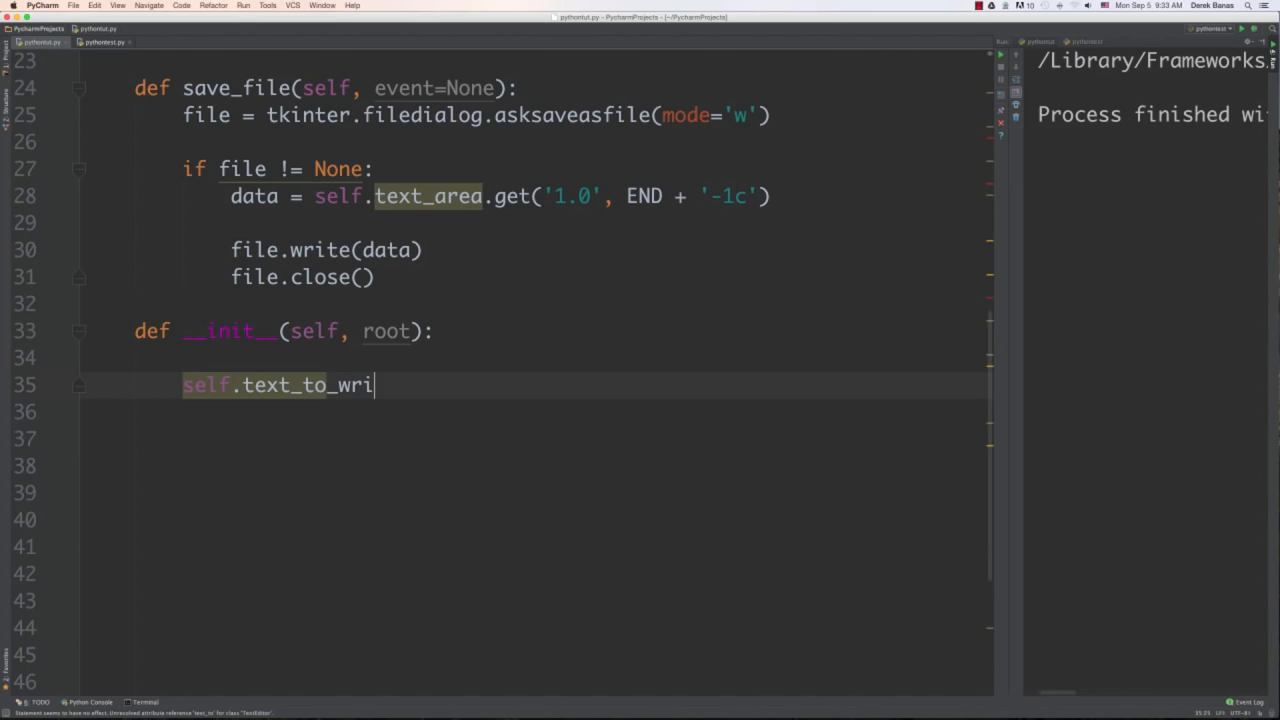 PyCharm File Edit View Navigate Code Refactor Run Tools VCS Window Help
10 Mon Sep 5 9:33 AM Derek Banas
pythontut.py - PycharmProjects - [~/PycharmProjects]
PycharmProjects pythontut.py pythontest
pythontut.py pythontest.py Run: pythontut pythontest
23
24 def save_file(self, event=None):
25 file = tkinter.filedialog.asksaveasfile(mode='w')
26
27 if file != None:
28 data = self.text_area.get('1.0', END + '-1c')
29
30 file.write(data)
31 file.close()
32
33 def __init__(self, root):
34
35 self.text_to_wri
36
37
38
39
40
41
42
43
44
45
46
/Library/Frameworks
Process finished wi
1: Project
7: Structure
2: Favorites
6: TODO Python Console Terminal Event Log
Statement seems to have no effect. Unresolved attribute reference 'text_to' for class 'TextEditor'. 35:25 LF÷ UTF-8÷